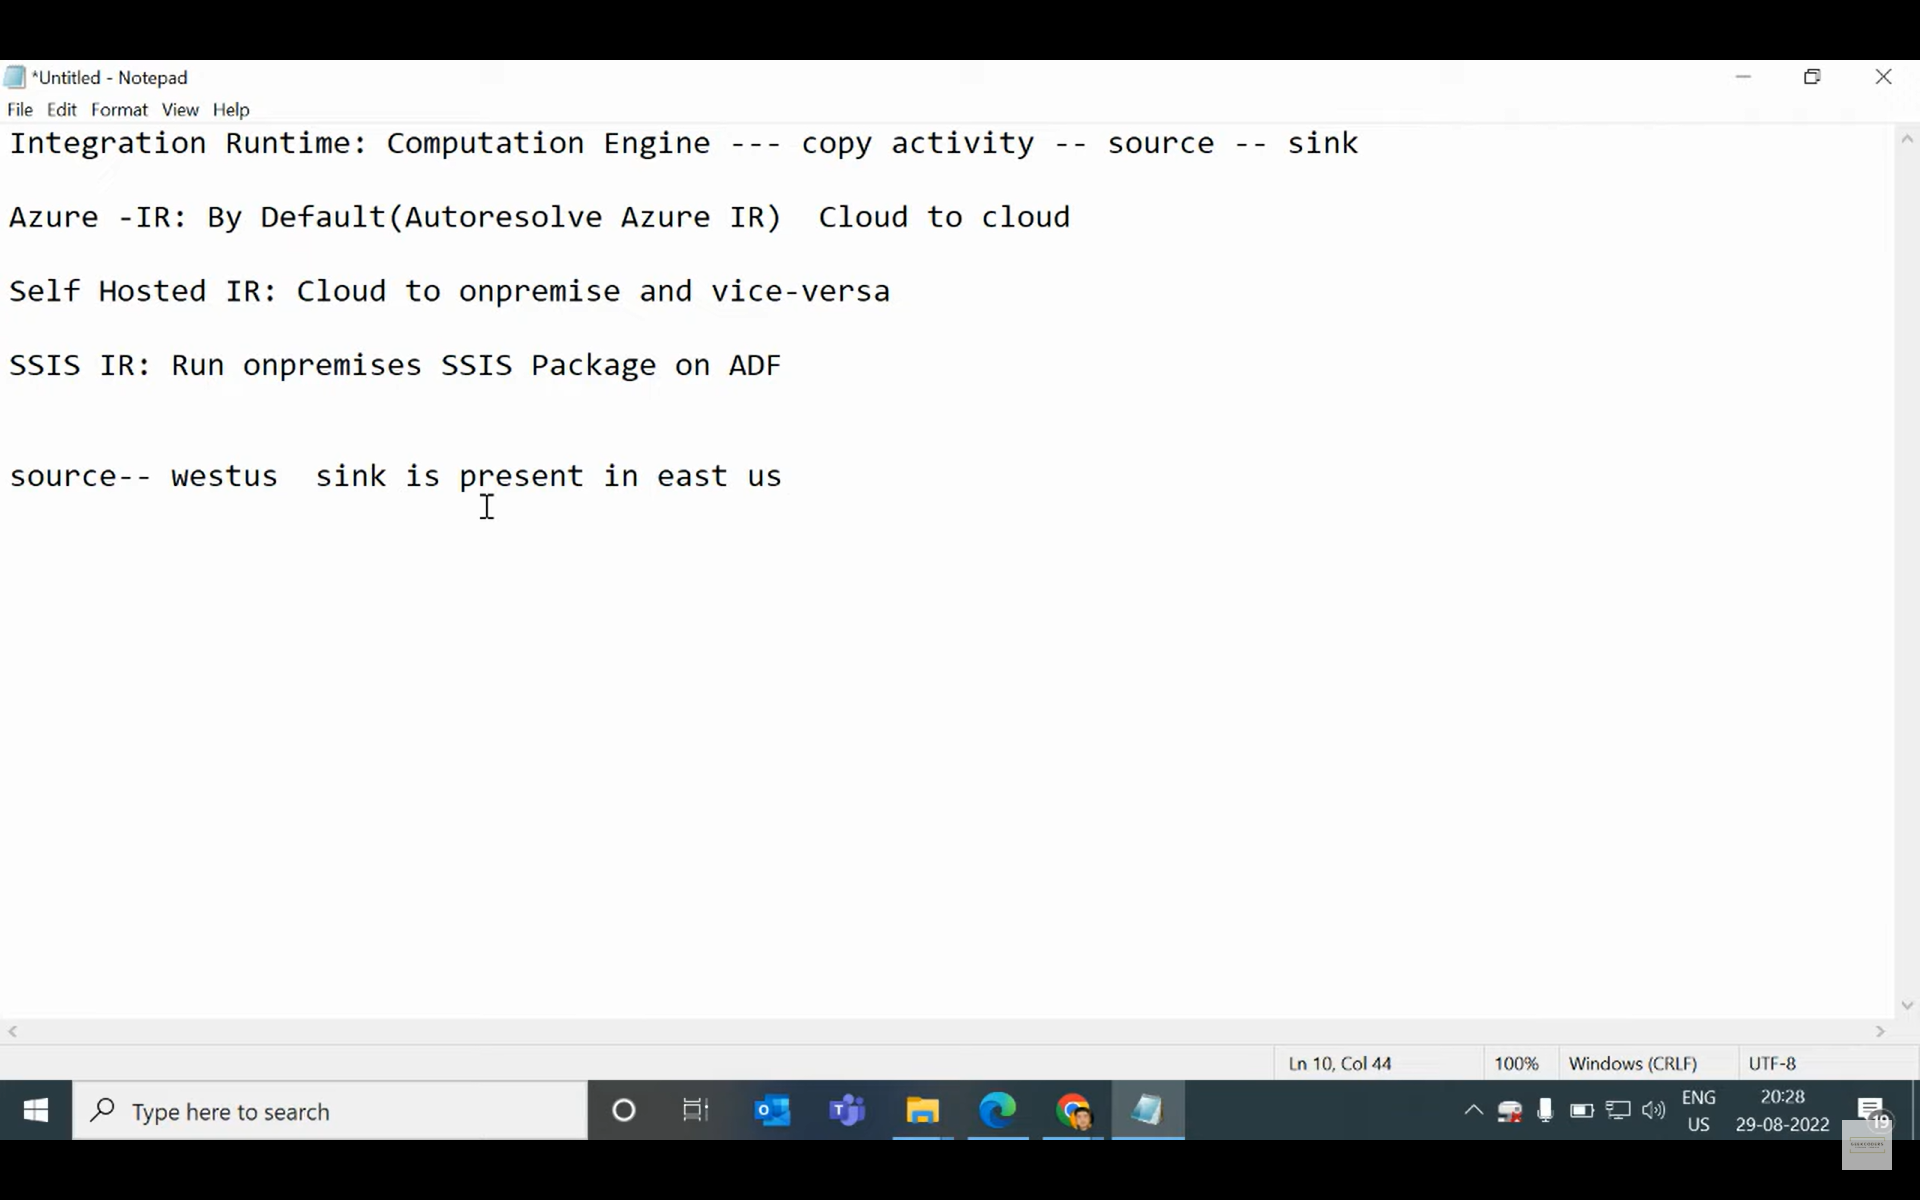 *Untitled - Notepad
File Edit Format View Help
Integration Runtime: Computation Engine --- copy activity -- source -- sink
Azure -IR: By Default(Autoresolve Azure IR)  Cloud to cloud
Self Hosted IR: Cloud to onpremise and vice-versa
SSIS IR: Run onpremises SSIS Package on ADF
source-- westus  sink is present in east us
Ln 10, Col 44 100% Windows (CRLF) UTF-8
Type here to search
ENG
US
20:28
29-08-2022
19